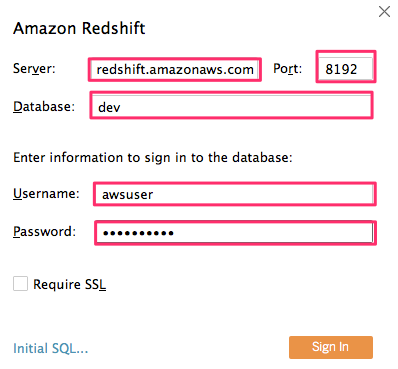 Amazon Redshift
Server: redshift.amazonaws.com Port: 8192
Database: dev
Enter information to sign in to the database:
Username: awsuser
Password: ••••••••••
Require SSL
Initial SQL... Sign In